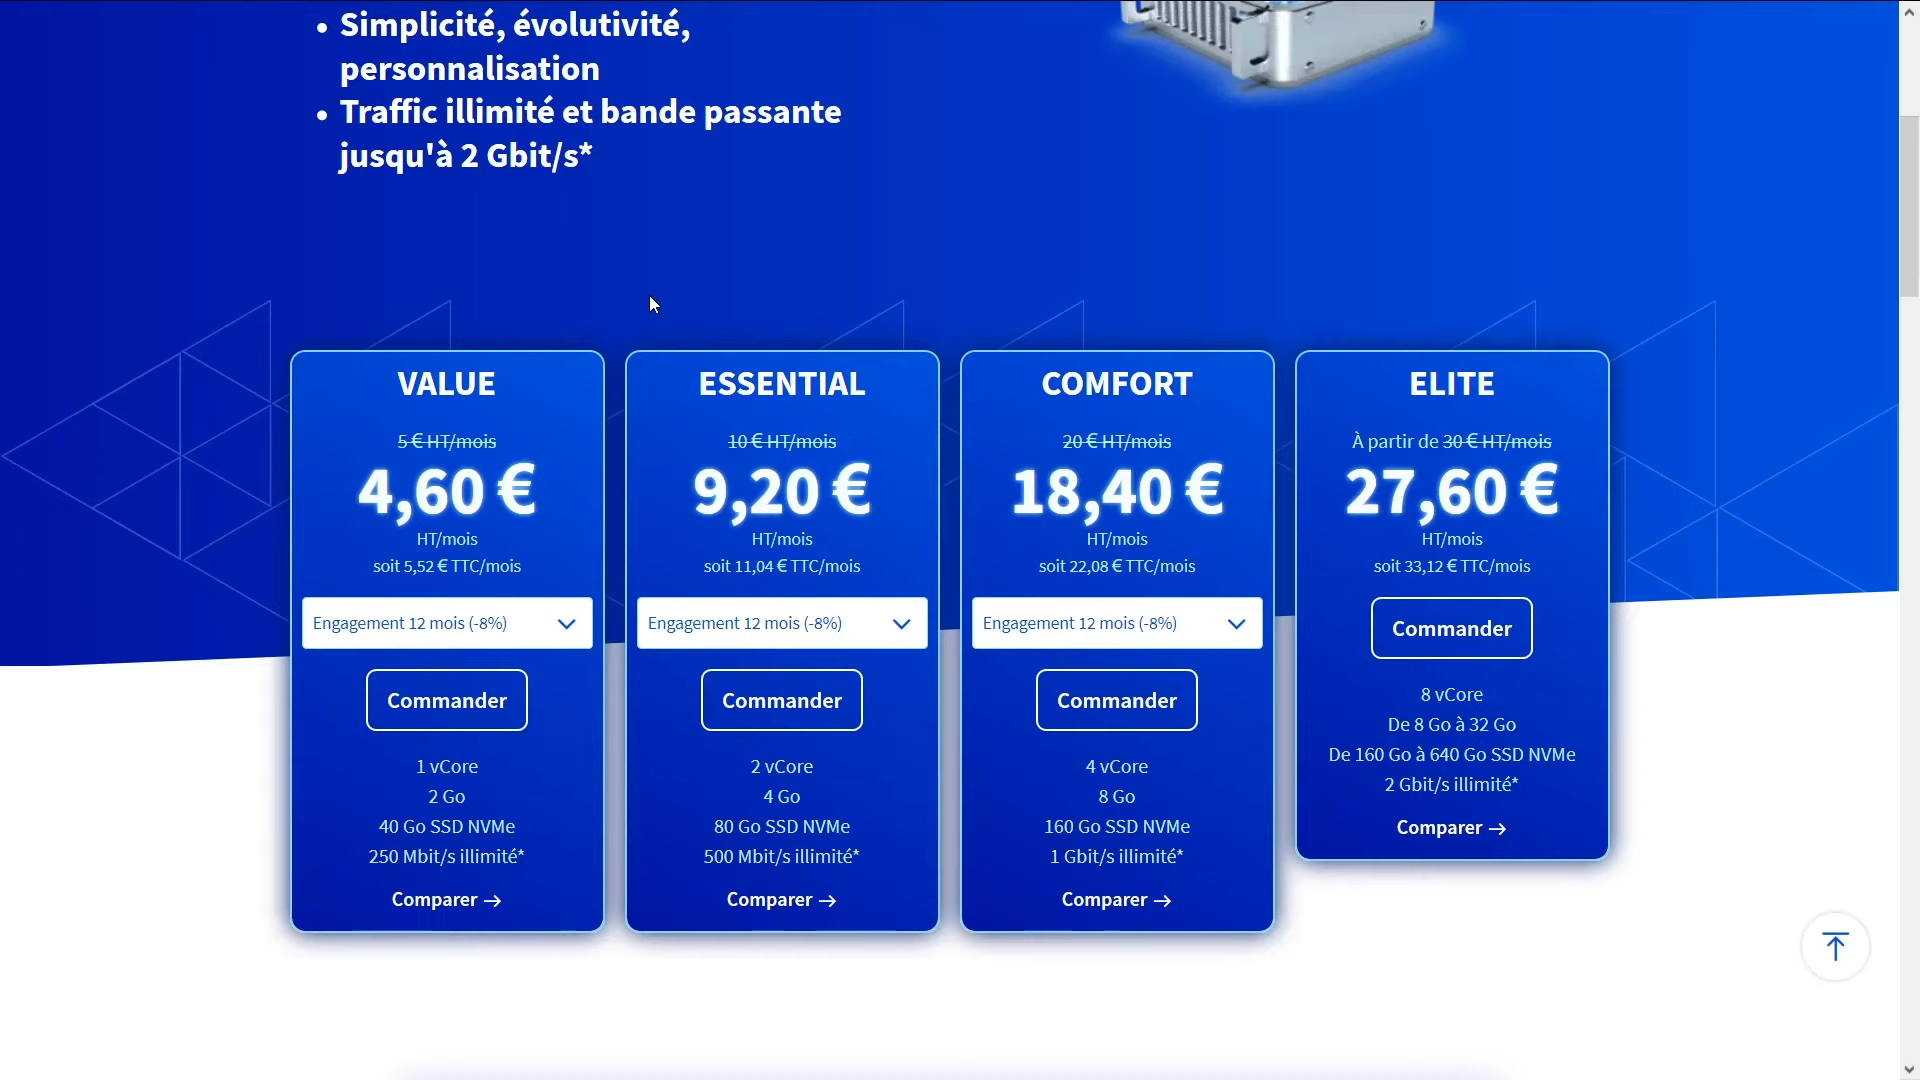 • Simplicité, évolutivité,
personnalisation
• Traffic illimité et bande passante
jusqu'à 2 Gbit/s*
VALUE
5 € HT/mois
4,60 €
HT/mois
soit 5,52 € TTC/mois
Engagement 12 mois (-8%)
Commander
1 vCore
2 Go
40 Go SSD NVMe
250 Mbit/s illimité*
Comparer →
ESSENTIAL
10 € HT/mois
9,20 €
HT/mois
soit 11,04 € TTC/mois
Engagement 12 mois (-8%)
Commander
2 vCore
4 Go
80 Go SSD NVMe
500 Mbit/s illimité*
Comparer →
COMFORT
20 € HT/mois
18,40 €
HT/mois
soit 22,08 € TTC/mois
Engagement 12 mois (-8%)
Commander
4 vCore
8 Go
160 Go SSD NVMe
1 Gbit/s illimité*
Comparer →
ELITE
À partir de 30 € HT/mois
27,60 €
HT/mois
soit 33,12 € TTC/mois
Commander
8 vCore
De 8 Go à 32 Go
De 160 Go à 640 Go SSD NVMe
2 Gbit/s illimité*
Comparer →